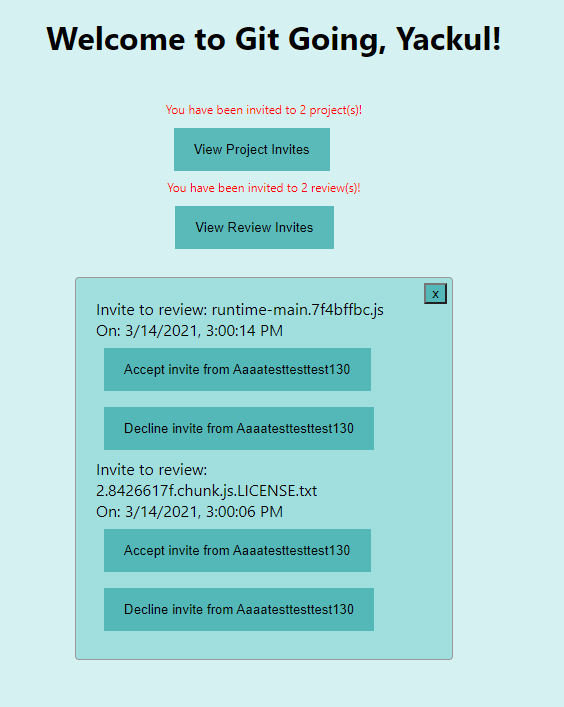 Welcome to Git Going, Yackul!
You have been invited to 2 project(s)!
View Project Invites
You have been invited to 2 review(s)!
View Review Invites
x
Invite to review: runtime-main.7f4bffbc.js
On: 3/14/2021, 3:00:14 PM
Accept invite from Aaaatesttesttest130
Decline invite from Aaaatesttesttest130
Invite to review:
2.8426617f.chunk.js.LICENSE.txt
On: 3/14/2021, 3:00:06 PM
Accept invite from Aaaatesttesttest130
Decline invite from Aaaatesttesttest130